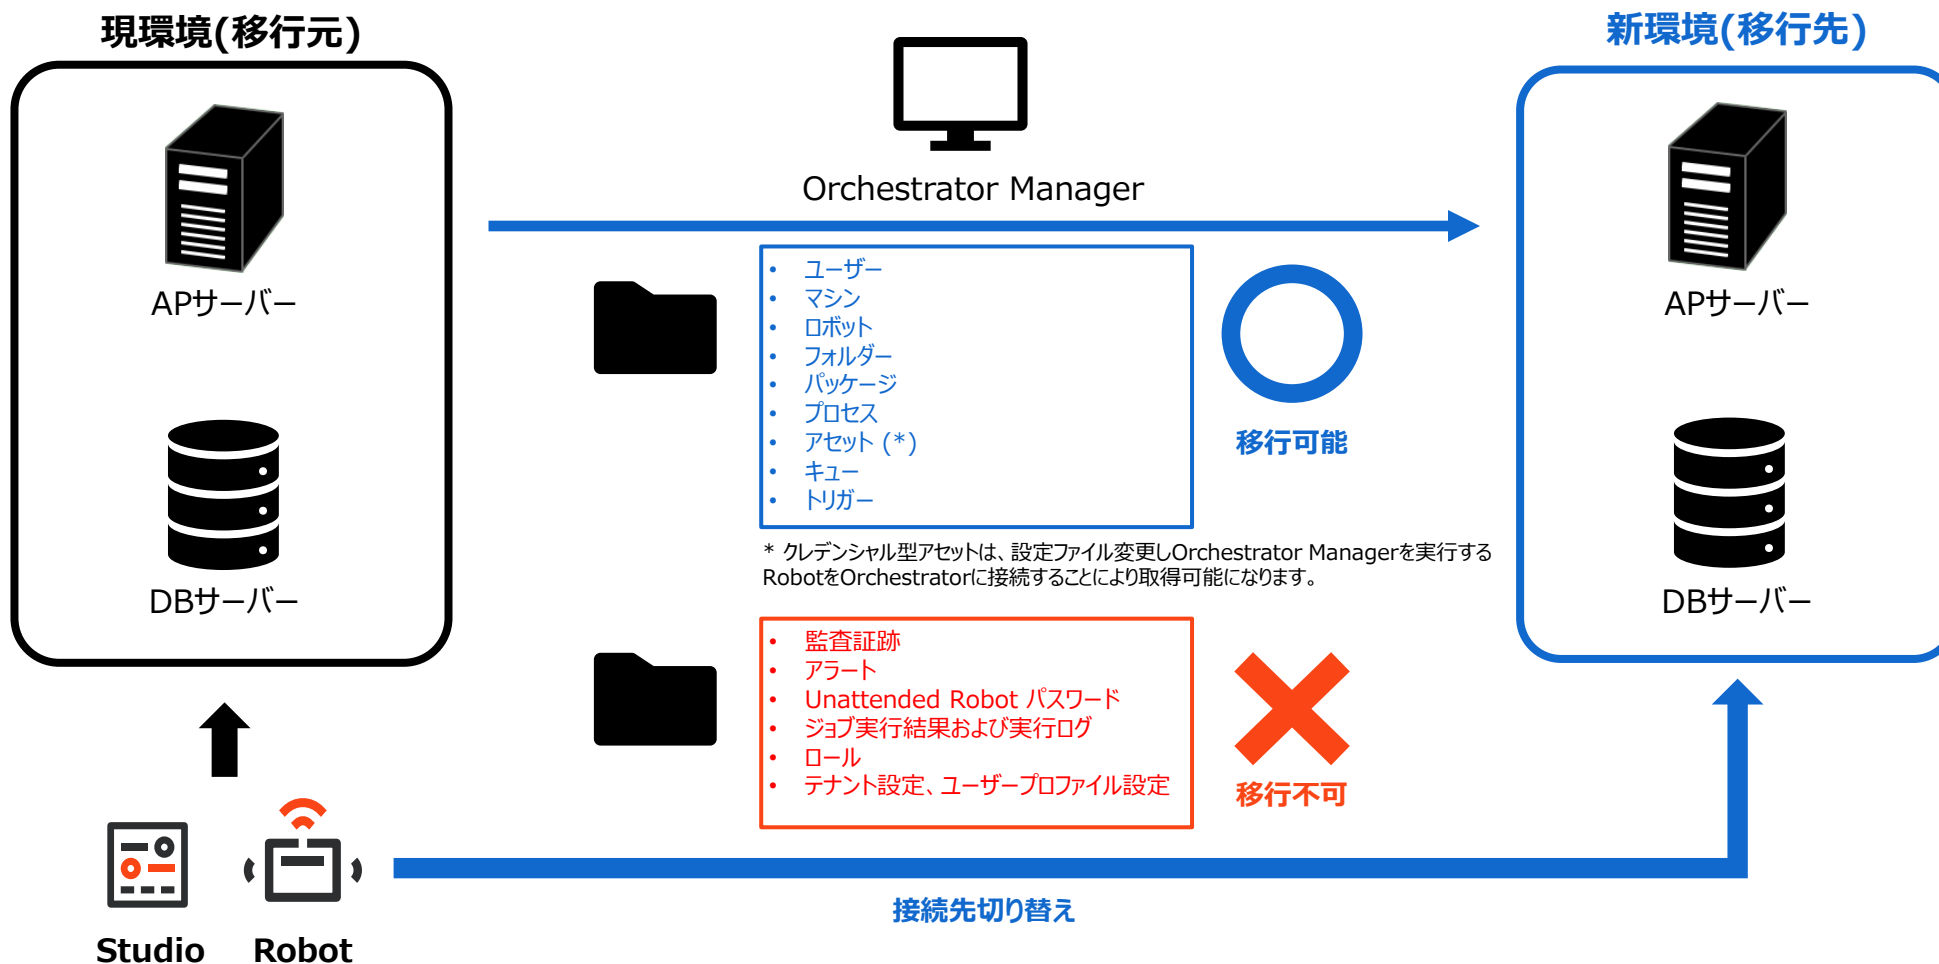 現環境(移行元)
新環境(移行先)
Orchestrator Manager
APサーバー
DBサーバー
• ユーザー
• マシン
• ロボット
• フォルダー
• パッケージ
• プロセス
• アセット (*)
• キュー
• トリガー
移行可能
* クレデンシャル型アセットは、設定ファイル変更しOrchestrator Managerを実行する
RobotをOrchestratorに接続することにより取得可能になります。
• 監査証跡
• アラート
• Unattended Robot パスワード
• ジョブ実行結果および実行ログ
• ロール
• テナント設定、ユーザープロファイル設定
移行不可
APサーバー
DBサーバー
接続先切り替え
Studio
Robot